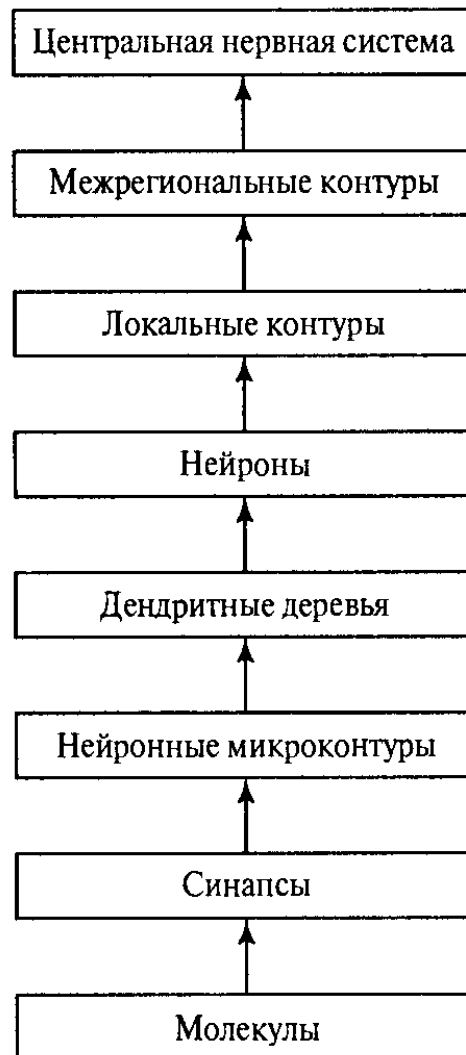 Центральная нервная система
Межрегиональные контуры
Локальные контуры
Нейроны
Дендритные деревья
Нейронные микроконтуры
Синапсы
Молекулы